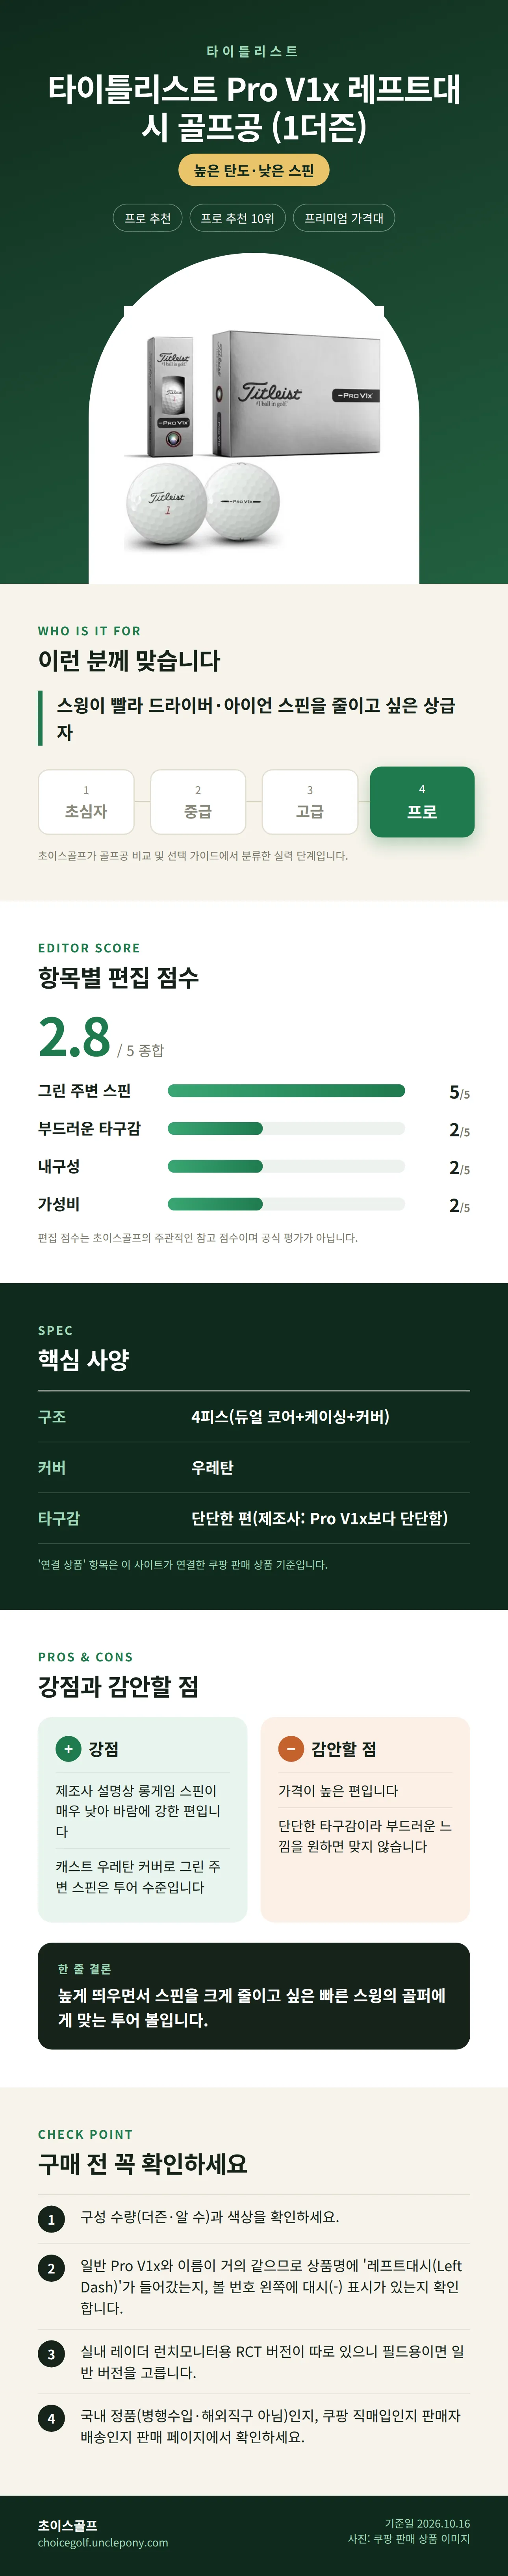 타이틀리스트
타이틀리스트 Pro V1x 레프트대
시 골프공 (1더즌)
높은 탄도·낮은 스핀
프로 추천
프로 추천 10위
프리미엄 가격대
Titleist
#1 ball in golf
PRO V1x
Titleist
#1 ball in golf
-PRO V1x
Titleist
1
-PRO V1x-
WHO IS IT FOR
이런 분께 맞습니다
스윙이 빨라 드라이버·아이언 스핀을 줄이고 싶은 상급
자
1
초심자
2
중급
3
고급
4
프로
초이스골프가 골프공 비교 및 선택 가이드에서 분류한 실력 단계입니다.
EDITOR SCORE
항목별 편집 점수
2.8 / 5 종합
그린 주변 스핀 5/5
부드러운 타구감 2/5
내구성 2/5
가성비 2/5
편집 점수는 초이스골프의 주관적인 참고 점수이며 공식 평가가 아닙니다.
SPEC
핵심 사양
구조 4피스(듀얼 코어+케이싱+커버)
커버 우레탄
타구감 단단한 편(제조사: Pro V1x보다 단단함)
'연결 상품' 항목은 이 사이트가 연결한 쿠팡 판매 상품 기준입니다.
PROS & CONS
강점과 감안할 점
+ 강점
제조사 설명상 롱게임 스핀이
매우 낮아 바람에 강한 편입니
다
캐스트 우레탄 커버로 그린 주
변 스핀은 투어 수준입니다
− 감안할 점
가격이 높은 편입니다
단단한 타구감이라 부드러운 느
낌을 원하면 맞지 않습니다
한 줄 결론
높게 띄우면서 스핀을 크게 줄이고 싶은 빠른 스윙의 골퍼에
게 맞는 투어 볼입니다.
CHECK POINT
구매 전 꼭 확인하세요
1 구성 수량(더즌·알 수)과 색상을 확인하세요.
2 일반 Pro V1x와 이름이 거의 같으므로 상품명에 '레프트대시(Left
Dash)'가 들어갔는지, 볼 번호 왼쪽에 대시(-) 표시가 있는지 확인
합니다.
3 실내 레이더 런치모니터용 RCT 버전이 따로 있으니 필드용이면 일
반 버전을 고릅니다.
4 국내 정품(병행수입·해외직구 아님)인지, 쿠팡 직매입인지 판매자
배송인지 판매 페이지에서 확인하세요.
초이스골프
choicegolf.unclepony.com
기준일 2026.10.16
사진: 쿠팡 판매 상품 이미지